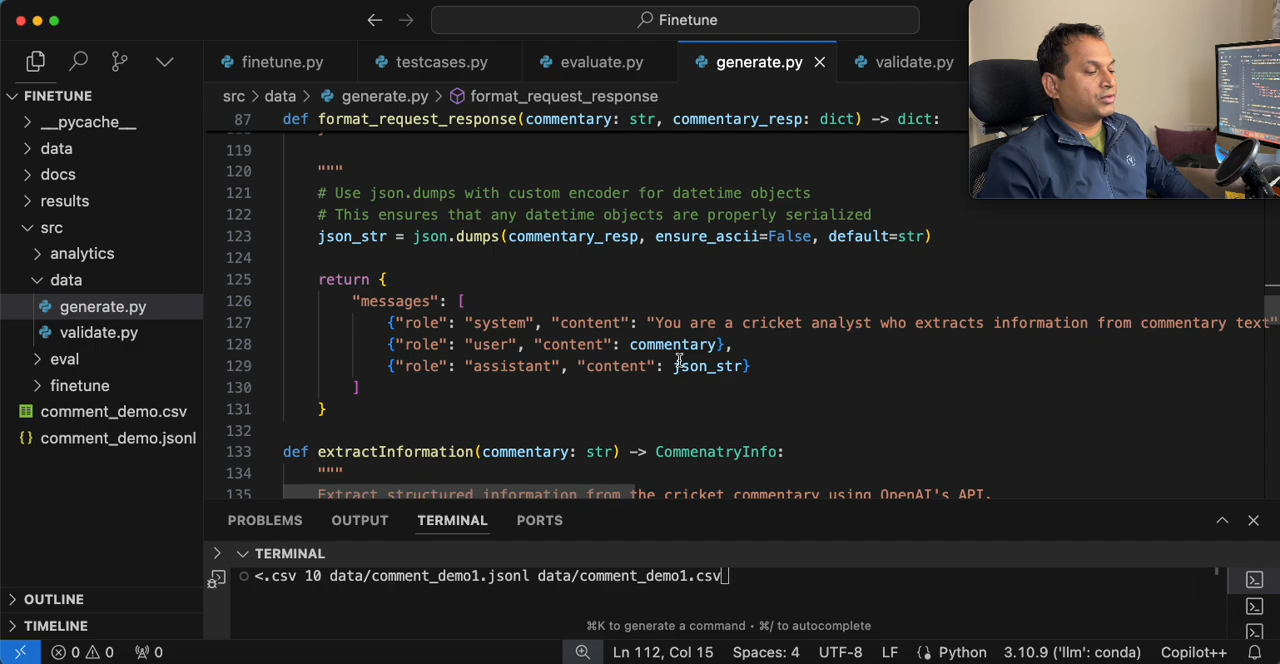 Finetune
finetune.py
testcases.py
evaluate.py
generate.py
validate.py
FINETUNE
src > data > generate.py > format_request_response
87 def format_request_response(commentary: str, commentary_resp: dict) -> dict:
__pycache__
data
docs
results
src
analytics
data
generate.py
validate.py
eval
finetune
comment_demo.csv
{} comment_demo.jsonl
119
120 """
121 # Use json.dumps with custom encoder for datetime objects
122 # This ensures that any datetime objects are properly serialized
123 json_str = json.dumps(commentary_resp, ensure_ascii=False, default=str)
124
125 return {
126 "messages": [
127 {"role": "system", "content": "You are a cricket analyst who extracts information from commentary text"
128 {"role": "user", "content": commentary},
129 {"role": "assistant", "content": json_str}
130 ]
131 }
132
133 def extractInformation(commentary: str) -> CommenatryInfo:
134 """
135 Extract structured information from the cricket commentary using OpenAI's API.
PROBLEMS OUTPUT TERMINAL PORTS
TERMINAL
<.csv 10 data/comment_demo1.jsonl data/comment_demo1.csv
⌘K to generate a command • ⌘/ to autocomplete
OUTLINE
TIMELINE
0 0 0 Ln 112, Col 15 Spaces: 4 UTF-8 LF Python 3.10.9 ('llm': conda) Copilot++